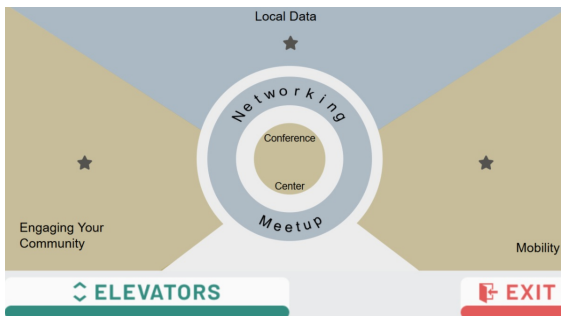 Local Data
Networking
Conference
Center
Meetup
Engaging Your
Community
Mobility
ELEVATORS
EXIT